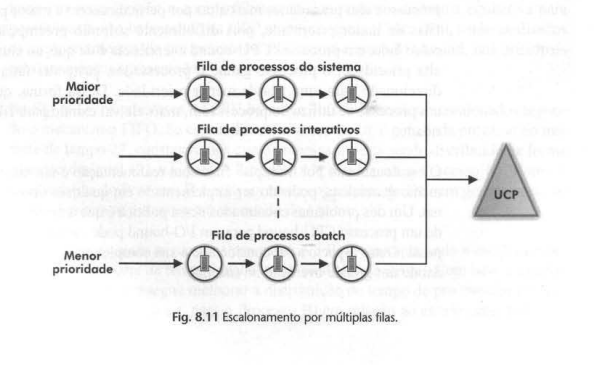 Fila de processos do sistema
Maior
prioridade
Fila de processos interativos
UCP
Fila de processos batch
Menor
prioridade
Fig. 8.11 Escalonamento por múltiplas filas.